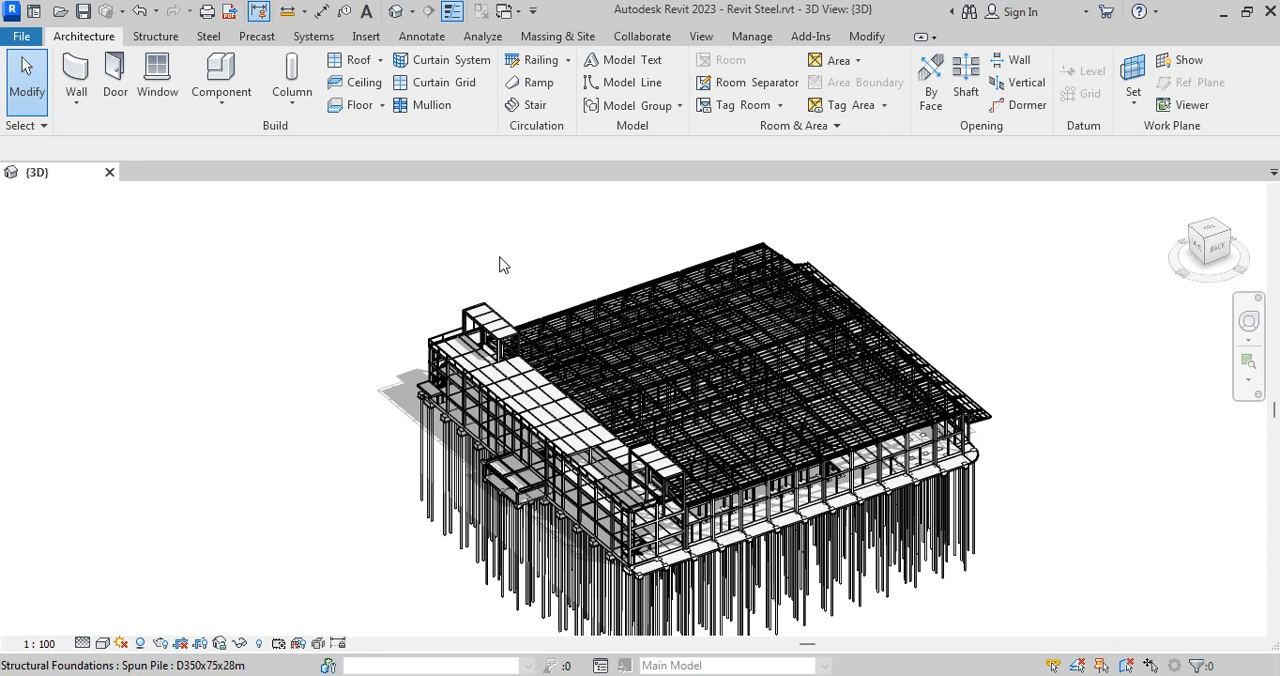 Autodesk Revit 2023 - Revit Steel.rvt - 3D View: {3D}
Sign In
File Architecture Structure Steel Precast Systems Insert Annotate Analyze Massing & Site Collaborate View Manage Add-Ins Modify
Modify
Select
Wall
Door
Window
Component
Column
Roof
Ceiling
Floor
Curtain System
Curtain Grid
Mullion
Build
Railing
Ramp
Stair
Circulation
Model Text
Model Line
Model Group
Model
Room
Room Separator
Tag Room
Area
Area Boundary
Tag Area
Room & Area
By Face
Shaft
Wall
Vertical
Dormer
Opening
Level
Grid
Datum
Set
Show
Ref Plane
Viewer
Work Plane
{3D}
BACK
1 : 100
Structural Foundations : Spun Pile : D350x75x28m
:0
Main Model
:0